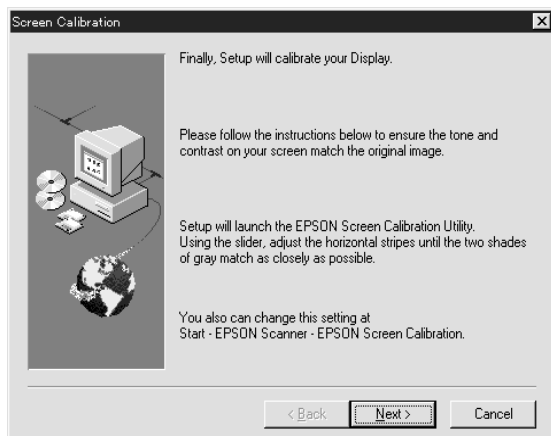 Screen Calibration
Finally, Setup will calibrate your Display.
Please follow the instructions below to ensure the tone and
contrast on your screen match the original image.
Setup will launch the EPSON Screen Calibration Utility.
Using the slider, adjust the horizontal stripes until the two shades
of gray match as closely as possible.
You also can change this setting at
Start - EPSON Scanner - EPSON Screen Calibration.
< Back
Next >
Cancel